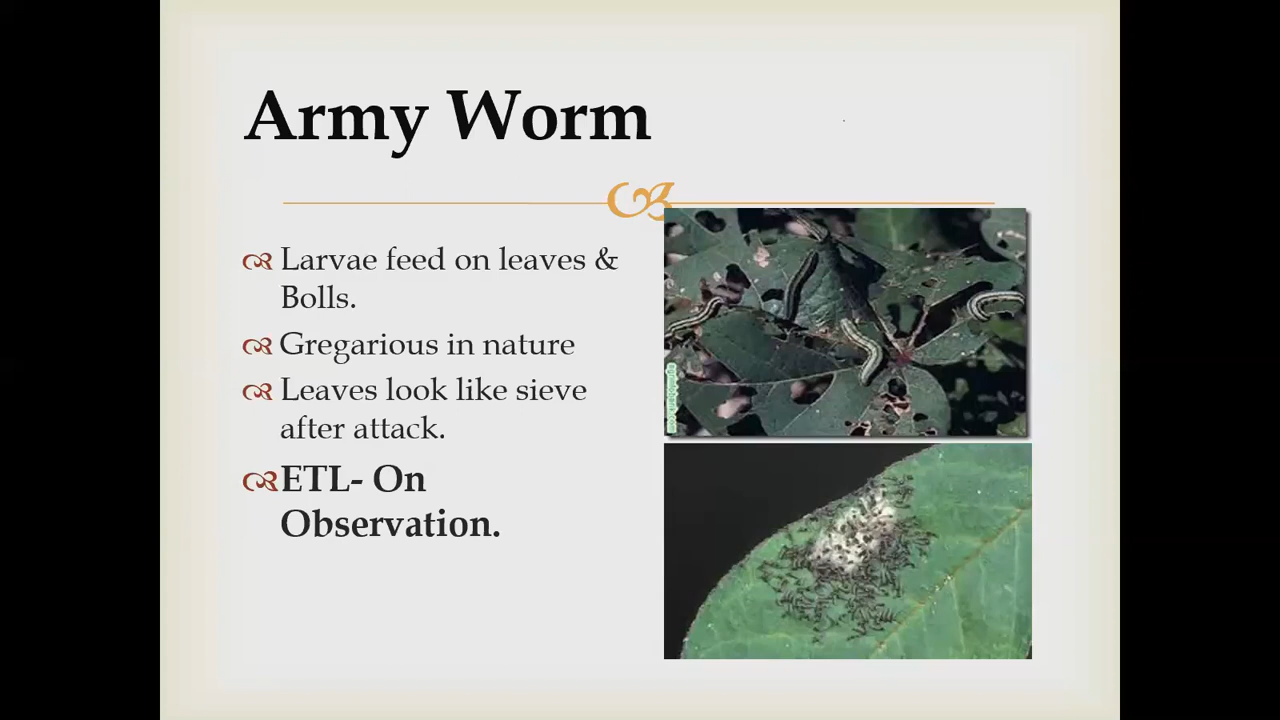 Army Worm
Larvae feed on leaves &
Bolls.
Gregarious in nature
Leaves look like sieve
after attack.
ETL- On
Observation.